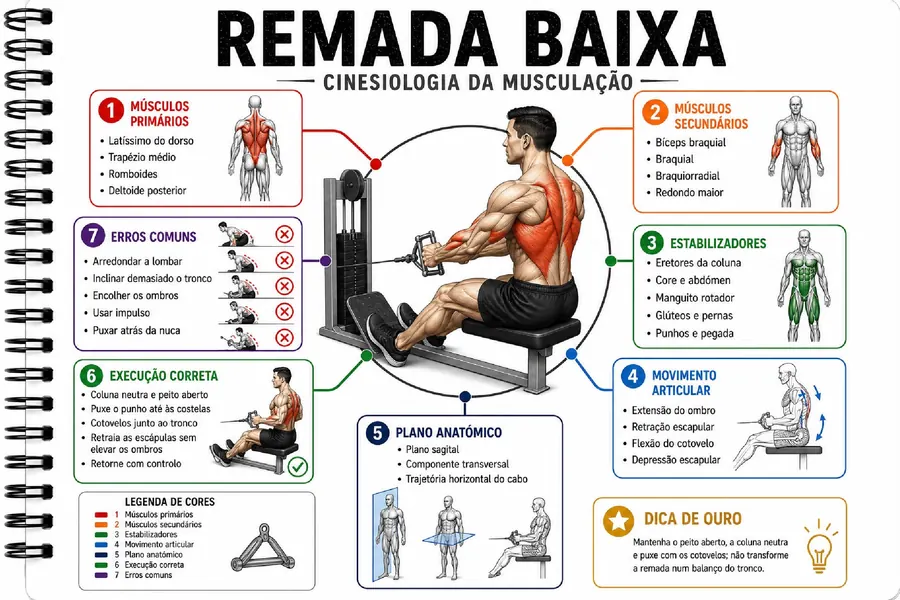 REMADA BAIXA
CINESIOLOGIA DA MUSCULAÇÃO
1 MÚSCULOS
PRIMÁRIOS
• Latíssimo do dorso
• Trapézio médio
• Romboides
• Deltoide posterior
2 MÚSCULOS
SECUNDÁRIOS
• Bíceps braquial
• Braquial
• Braquiorradial
• Redondo maior
7 ERROS COMUNS
• Arredondar a lombar
• Inclinar demasiado o tronco
• Encolher os ombros
• Usar impulso
• Puxar atrás da nuca
3 ESTABILIZADORES
• Eretores da coluna
• Core e abdómen
• Manguito rotador
• Glúteos e pernas
• Punhos e pegada
6 EXECUÇÃO CORRETA
• Coluna neutra e peito aberto
• Puxe o punho até às costelas
• Cotovelos junto ao tronco
• Retraia as escápulas sem
elevar os ombros
• Retorne com controlo
4 MOVIMENTO
ARTICULAR
• Extensão do ombro
• Retração escapular
• Flexão do cotovelo
• Depressão escapular
5 PLANO ANATÓMICO
• Plano sagital
• Componente transversal
• Trajetória horizontal do cabo
LEGENDA DE CORES
1 Músculos primários
2 Músculos secundários
3 Estabilizadores
4 Movimento articular
5 Plano anatómico
6 Execução correta
7 Erros comuns
DICA DE OURO
Mantenha o peito aberto, a coluna neutra
e puxe com os cotovelos; não transforme
a remada num balanço do tronco.